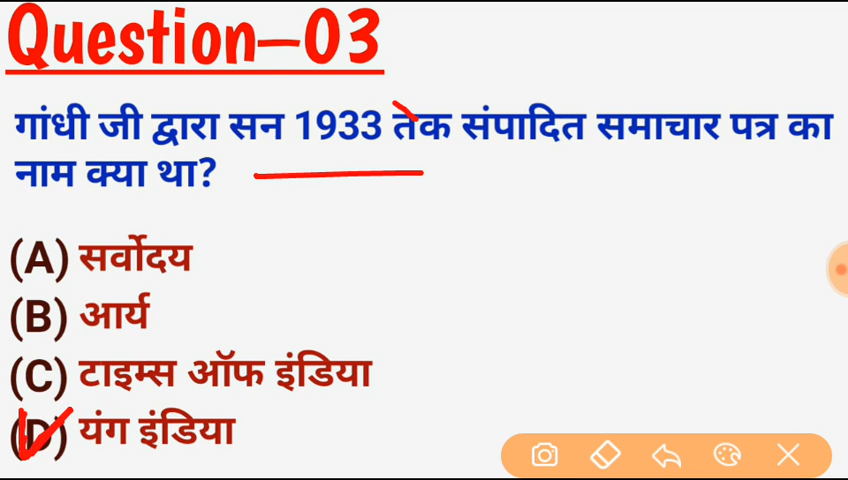 Question–03
गांधी जी द्वारा सन 1933 तक संपादित समाचार पत्र का
नाम क्या था?
(A) सर्वोदय
(B) आर्य
(C) टाइम्स ऑफ इंडिया
(D) यंग इंडिया